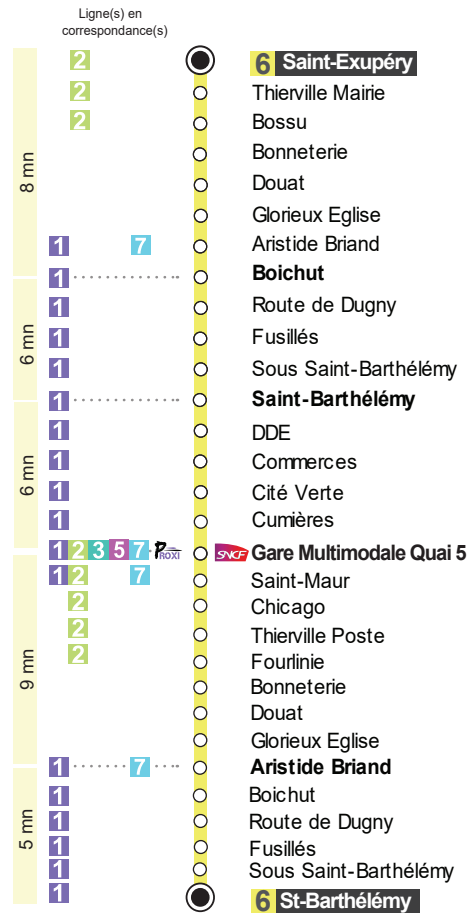 Ligne(s) en
correspondance(s)
2 6 Saint-Exupéry
2 Thierville Mairie
2 Bossu
Bonneterie
8 mn
Douat
Glorieux Eglise
1 7 Aristide Briand
1 Boichut
1 Route de Dugny
6 mn
1 Fusillés
1 Sous Saint-Barthélémy
1 Saint-Barthélémy
1 DDE
1 Commerces
6 mn
1 Cité Verte
1 Cumières
1 2 3 5 7 PROXI SNCF Gare Multimodale Quai 5
1 2 7 Saint-Maur
2 Chicago
2 Thierville Poste
2 Fourlinie
9 mn
Bonneterie
Douat
Glorieux Eglise
1 7 Aristide Briand
1 Boichut
1 Route de Dugny
5 mn
1 Fusillés
1 Sous Saint-Barthélémy
1 6 St-Barthélémy